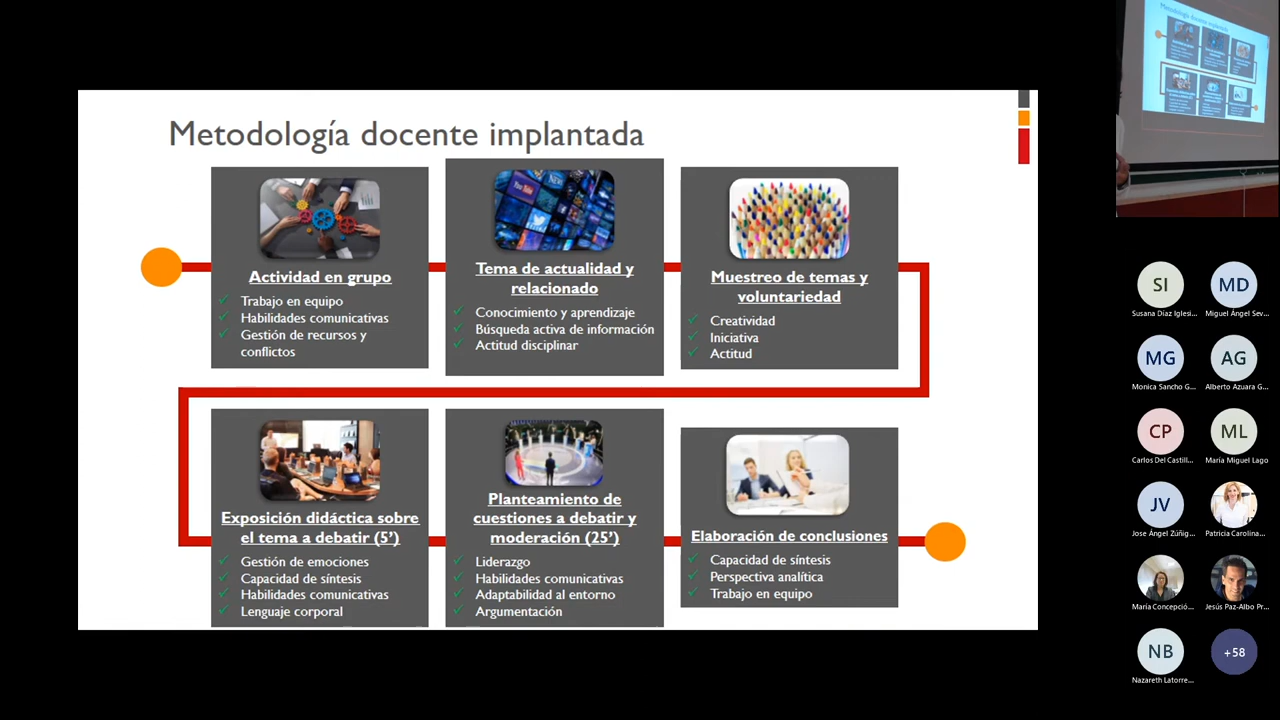 Metodología docente implantada
Actividad en grupo
Trabajo en equipo
Habilidades comunicativas
Gestión de recursos y
conflictos
Tema de actualidad y
relacionado
Conocimiento y aprendizaje
Búsqueda activa de información
Actitud disciplinar
Muestreo de temas y
voluntariedad
Creatividad
Iniciativa
Actitud
Exposición didáctica sobre
el tema a debatir (5’)
Gestión de emociones
Capacidad de síntesis
Habilidades comunicativas
Lenguaje corporal
Planteamiento de
cuestiones a debatir y
moderación (25’)
Liderazgo
Habilidades comunicativas
Adaptabilidad al entorno
Argumentación
Elaboración de conclusiones
Capacidad de síntesis
Perspectiva analítica
Trabajo en equipo
Metodología docente implantada
SI
Susana Díaz Iglesi...
MD
Miguel Ángel Sev...
MG
Monica Sancho G...
AG
Alberto Azuara G...
CP
Carlos Del Castill...
ML
María Miguel Lago
JV
Jose Ángel Zúñig...
Patricia Carolina...
María Concepció...
Jesús Paz-Albo Pr...
NB
Nazareth Latorre...
+58